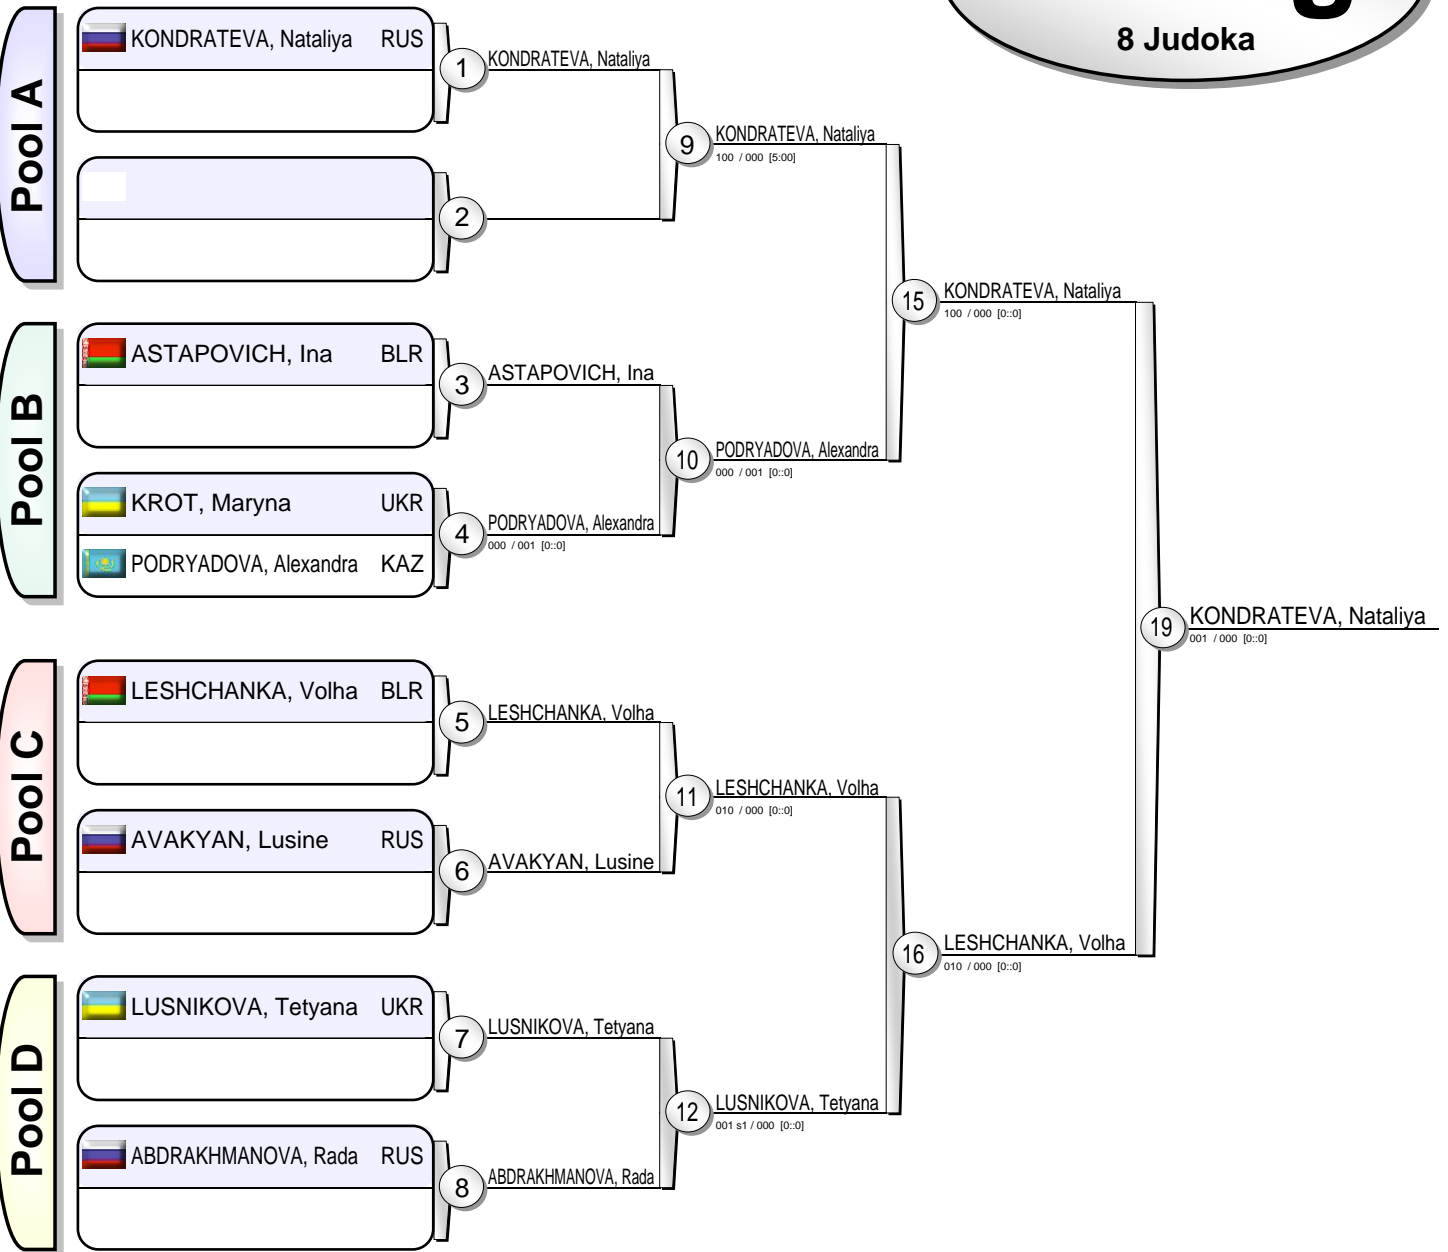 8 Judoka
Pool A
KONDRATEVA, Nataliya RUS
1
KONDRATEVA, Nataliya
2
9
KONDRATEVA, Nataliya
100 / 000 [5:00]
Pool B
ASTAPOVICH, Ina BLR
3
ASTAPOVICH, Ina
KROT, Maryna UKR
PODRYADOVA, Alexandra KAZ
4
PODRYADOVA, Alexandra
000 / 001 [0::0]
10
PODRYADOVA, Alexandra
000 / 001 [0::0]
15
KONDRATEVA, Nataliya
100 / 000 [0::0]
Pool C
LESHCHANKA, Volha BLR
5
LESHCHANKA, Volha
AVAKYAN, Lusine RUS
6
AVAKYAN, Lusine
11
LESHCHANKA, Volha
010 / 000 [0::0]
Pool D
LUSNIKOVA, Tetyana UKR
7
LUSNIKOVA, Tetyana
ABDRAKHMANOVA, Rada RUS
8
ABDRAKHMANOVA, Rada
12
LUSNIKOVA, Tetyana
001 s1 / 000 [0::0]
16
LESHCHANKA, Volha
010 / 000 [0::0]
19
KONDRATEVA, Nataliya
001 / 000 [0::0]